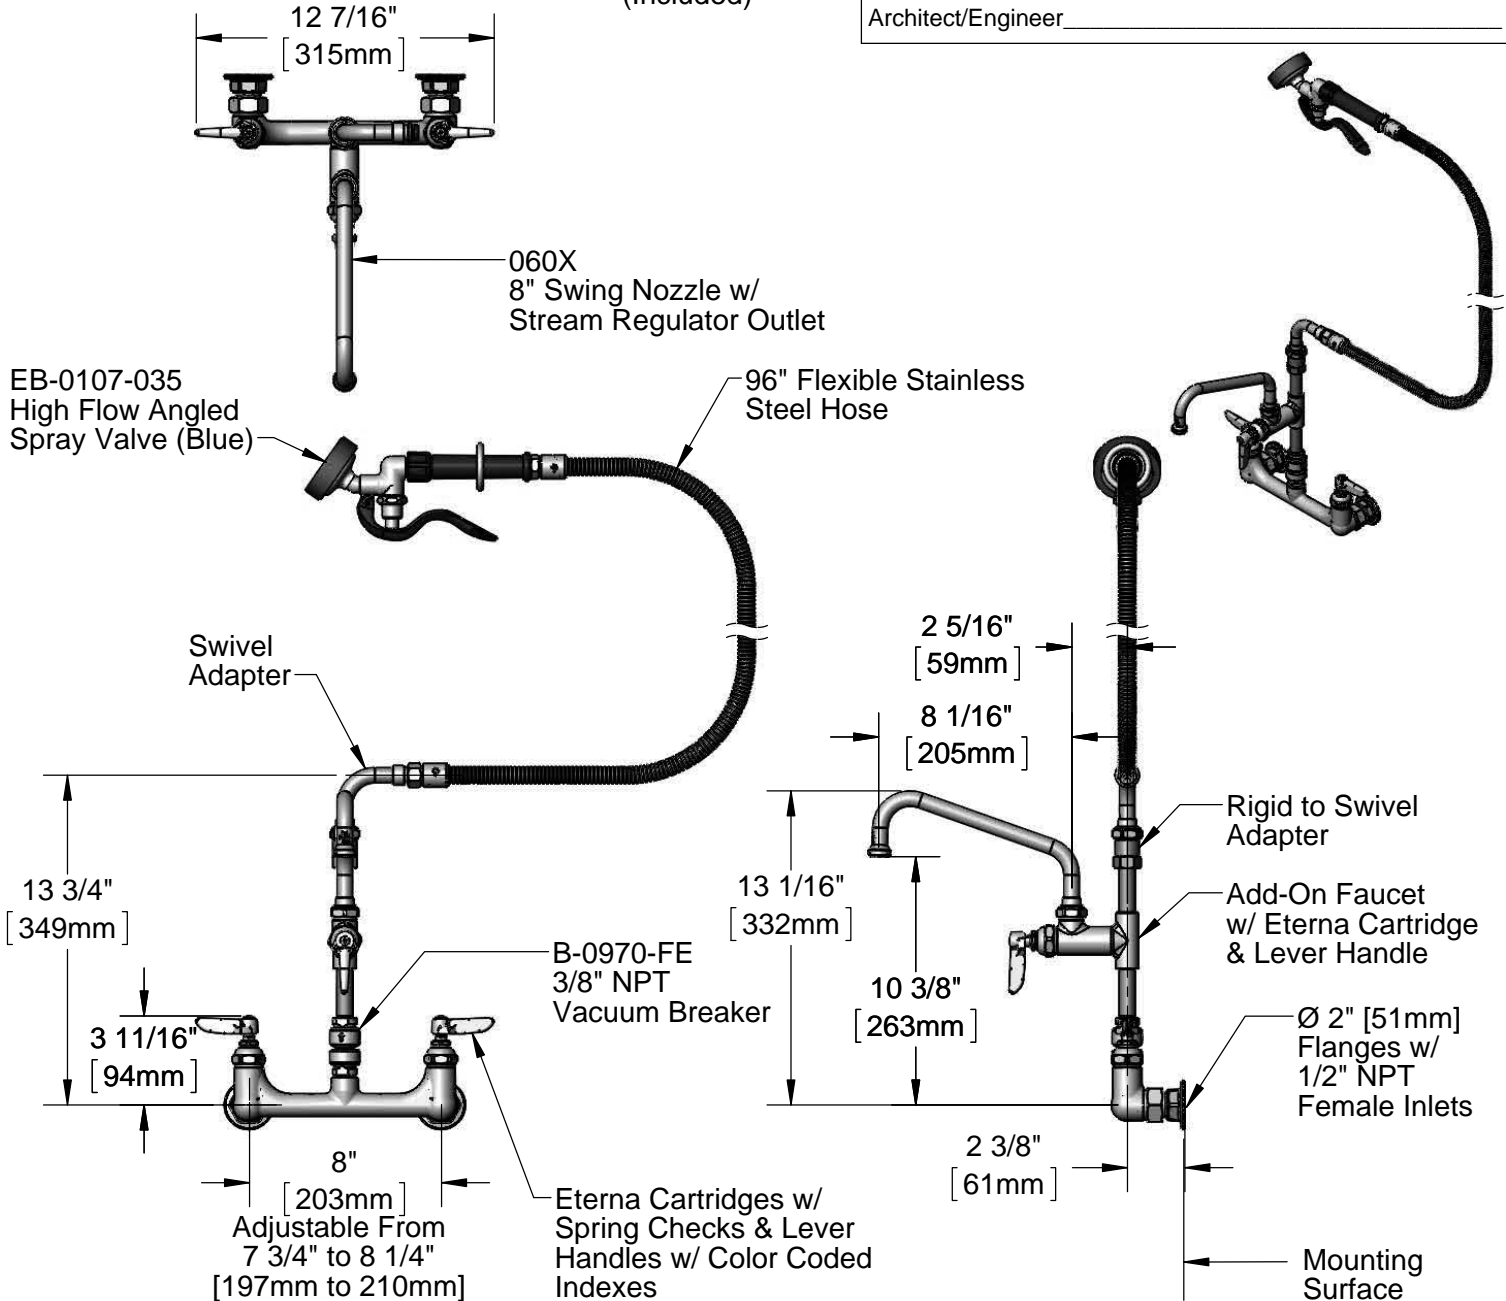 (Included)
Architect/Engineer
12 7/16"
[315mm]
060X
8" Swing Nozzle w/
Stream Regulator Outlet
EB-0107-035
High Flow Angled
Spray Valve (Blue)
96" Flexible Stainless
Steel Hose
Swivel
Adapter
2 5/16"
[59mm]
8 1/16"
[205mm]
Rigid to Swivel
Adapter
13 3/4"
[349mm]
13 1/16"
[332mm]
Add-On Faucet
w/ Eterna Cartridge
& Lever Handle
B-0970-FE
3/8" NPT
Vacuum Breaker
10 3/8"
[263mm]
3 11/16"
[94mm]
Ø 2" [51mm]
Flanges w/
1/2" NPT
Female Inlets
2 3/8"
[61mm]
8"
[203mm]
Adjustable From
7 3/4" to 8 1/4"
[197mm to 210mm]
Eterna Cartridges w/
Spring Checks & Lever
Handles w/ Color Coded
Indexes
Mounting
Surface